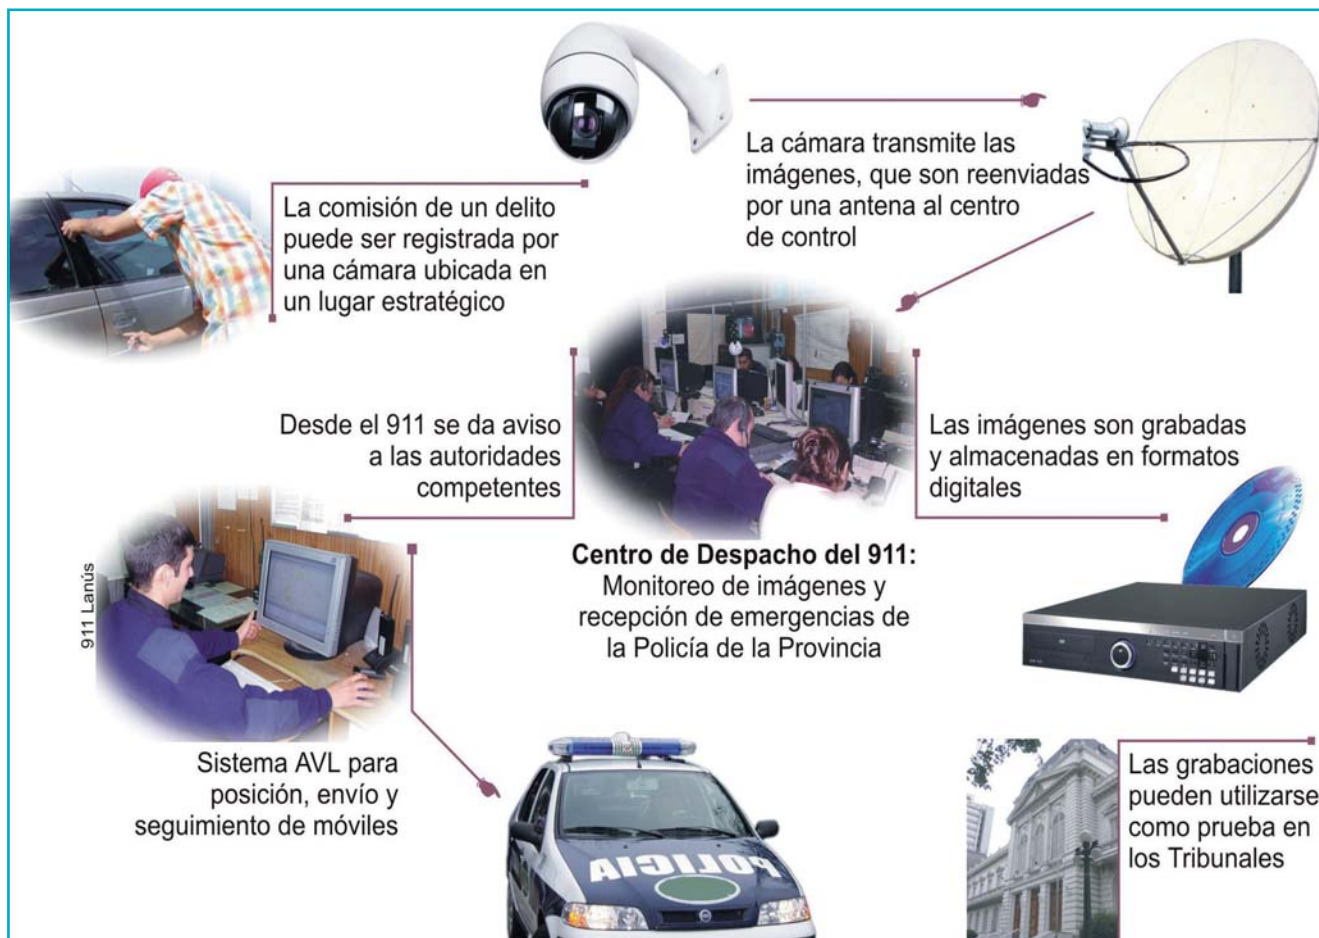 La cámara transmite las
imágenes, que son reenviadas
por una antena al centro
de control
La comisión de un delito
puede ser registrada por
una cámara ubicada en
un lugar estratégico
Desde el 911 se da aviso
a las autoridades
competentes
Las imágenes son grabadas
y almacenadas en formatos
digitales
Centro de Despacho del 911:
Monitoreo de imágenes y
recepción de emergencias de
la Policía de la Provincia
911 Lanús
Sistema AVL para
posición, envío y
seguimiento de móviles
POLICIA
Las grabaciones
pueden utilizarse
como prueba en
los Tribunales